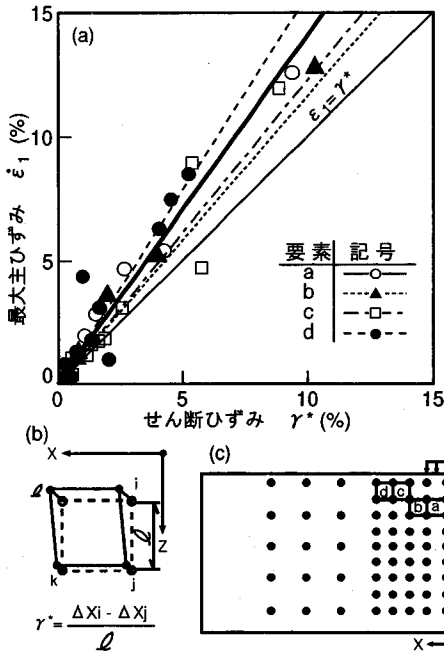 (a)
15
10
5
0
0
5
10
15
最大主ひずみ ε̇₁ (%)
せん断ひずみ γ* (%)
ε₁=γ*
要素 記号
a
b
c
d
(b)
X
Z
i
j
k
ℓ
ℓ
γ* = (ΔXi - ΔXj) / ℓ
(c)
d c
b a
X